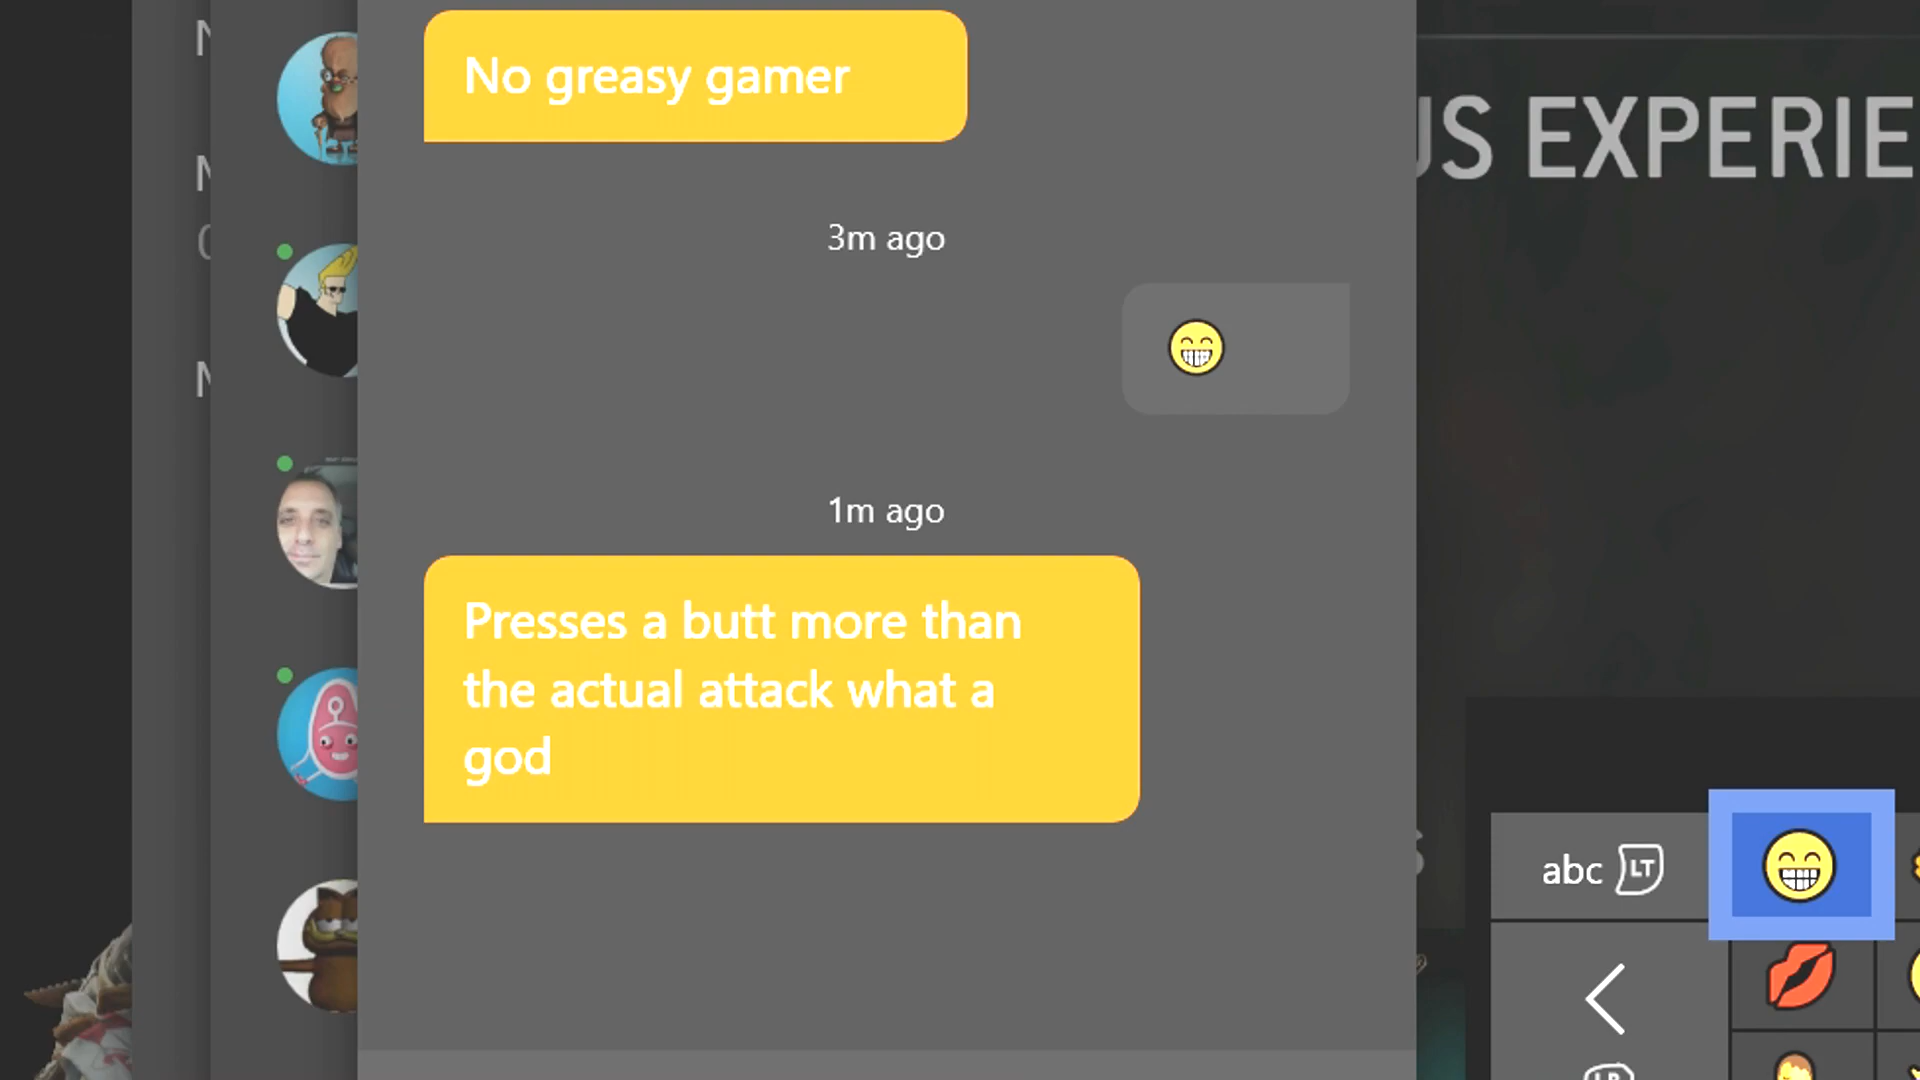 No greasy gamer
US EXPERIE
3m ago
1m ago
Presses a butt more than
the actual attack what a
god
abc LT